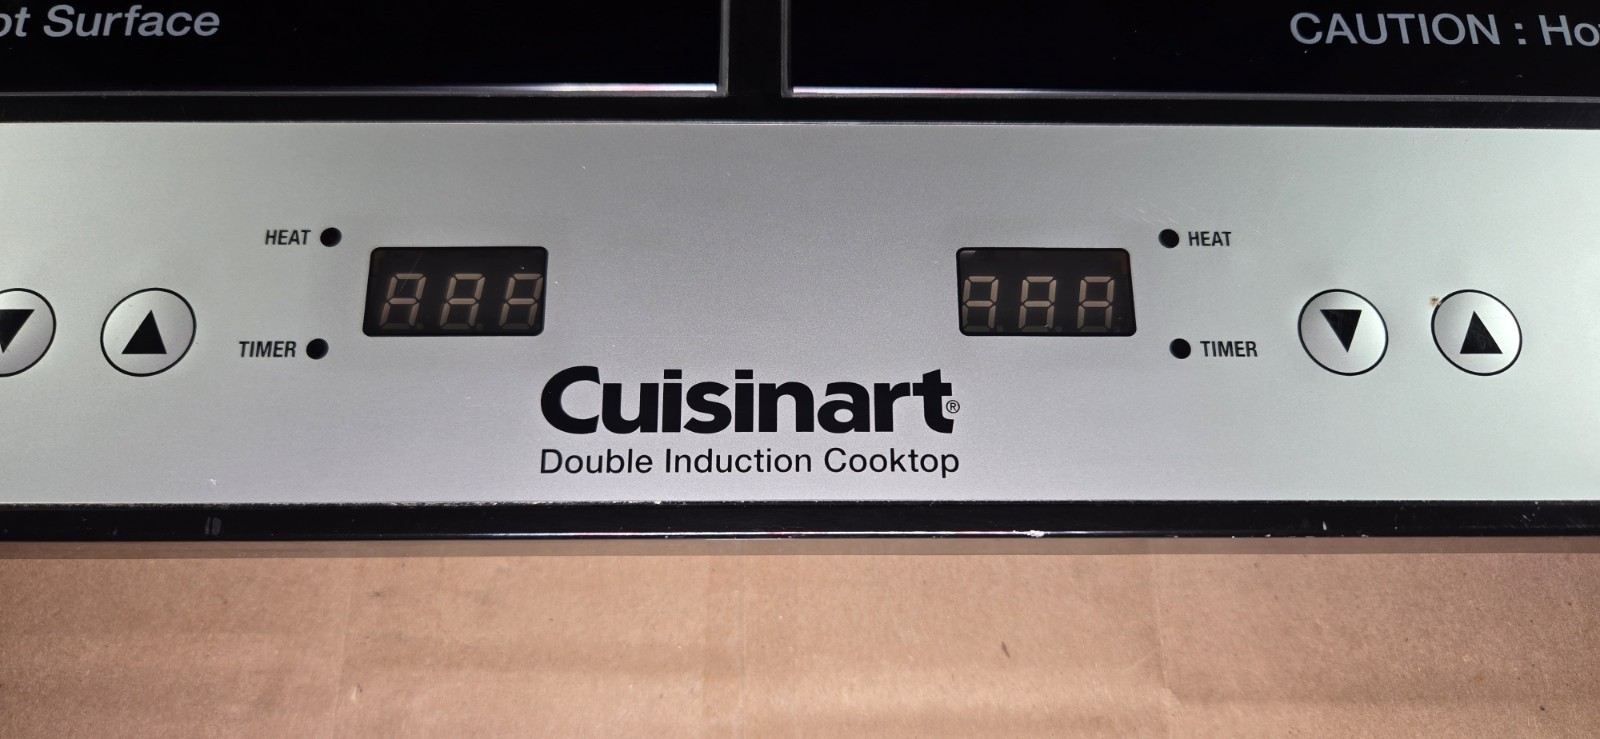 ot Surface
CAUTION : Ho
HEAT
HEAT
TIMER
TIMER
Cuisinart®
Double Induction Cooktop